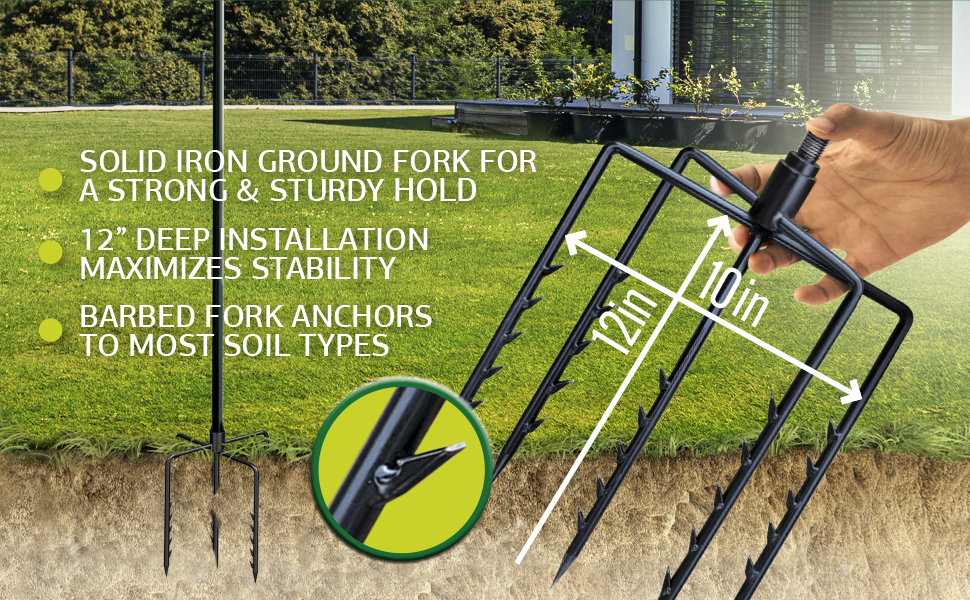 SOLID IRON GROUND FORK FOR
A STRONG & STURDY HOLD
12” DEEP INSTALLATION
MAXIMIZES STABILITY
BARBED FORK ANCHORS
TO MOST SOIL TYPES
12in
10in